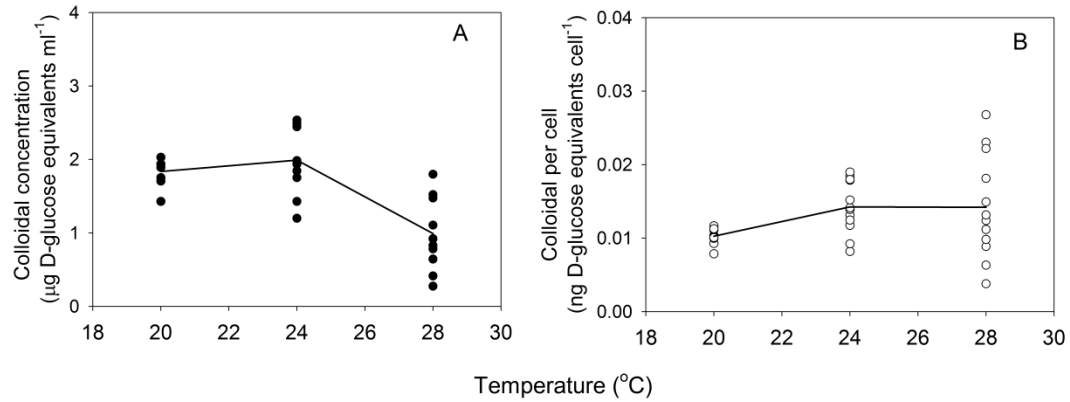 A
Colloidal concentration
(μg D-glucose equivalents ml⁻¹)
4
3
2
1
0
18 20 22 24 26 28 30
B
Colloidal per cell
(ng D-glucose equivalents cell⁻¹)
0.04
0.03
0.02
0.01
0.00
18 20 22 24 26 28 30
Temperature (°C)